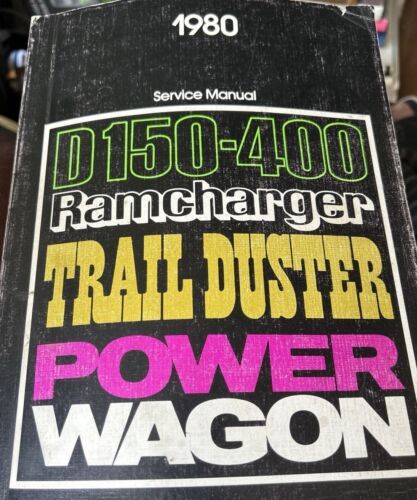 1980
Service Manual
D150-400
Ramcharger
TRAIL DUSTER
POWER
WAGON